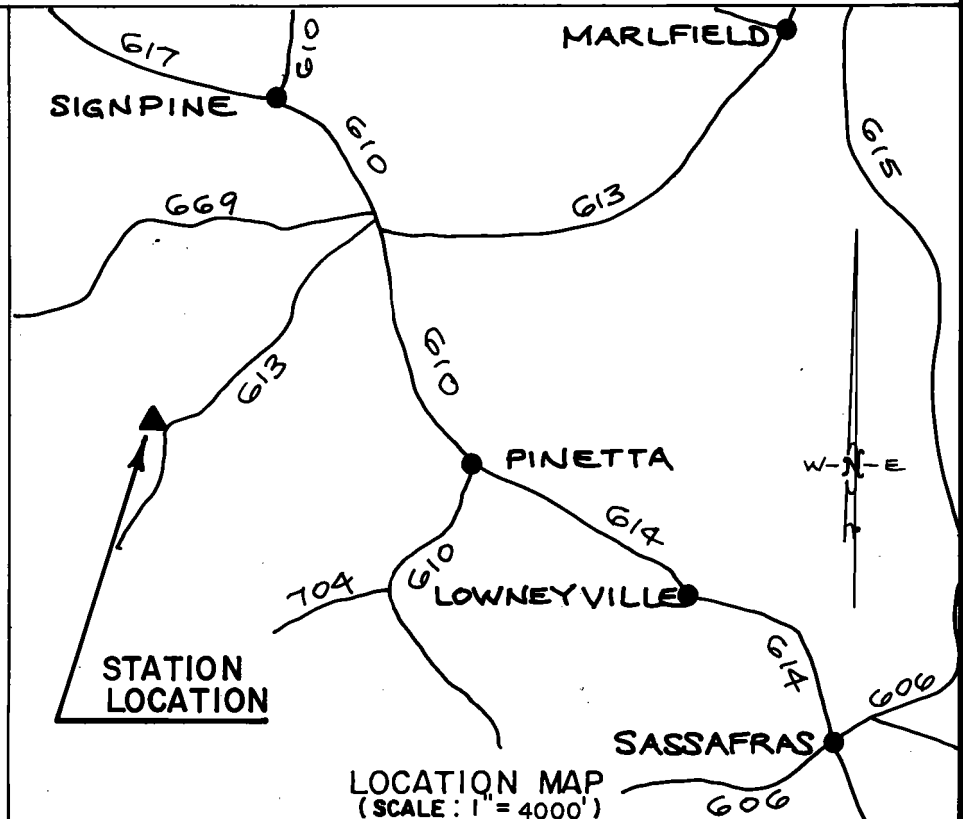 617
610
MARLFIELD
SIGNPINE
610
615
669
613
613
610
PINETTA
W-N-E
614
610
704
LOWNEYVILLE
STATION
LOCATION
614
606
SASSAFRAS
LOCATION MAP
(SCALE: 1" = 4000')
606